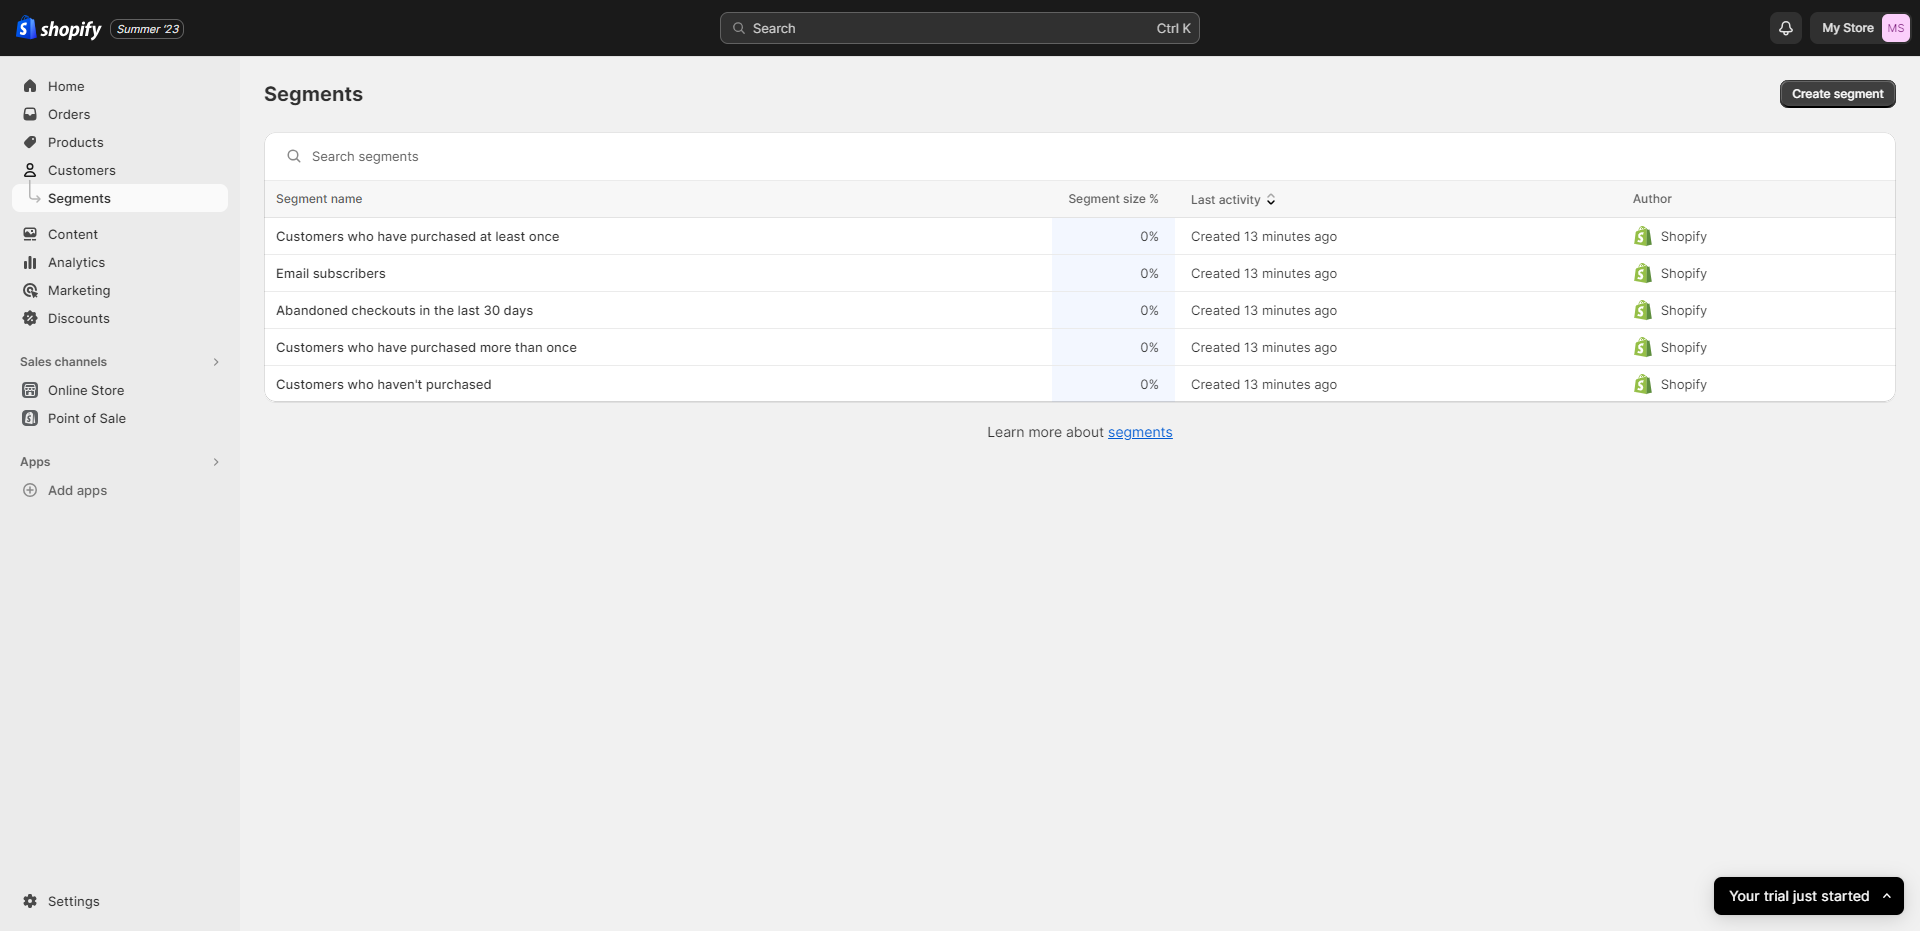 shopify Summer '23
Search Ctrl K
My Store MS
Home
Orders
Products
Customers
Segments
Content
Analytics
Marketing
Discounts
Sales channels
Online Store
Point of Sale
Apps
Add apps
Settings
Segments
Create segment
Search segments
Segment name Segment size % Last activity Author
Customers who have purchased at least once 0% Created 13 minutes ago Shopify
Email subscribers 0% Created 13 minutes ago Shopify
Abandoned checkouts in the last 30 days 0% Created 13 minutes ago Shopify
Customers who have purchased more than once 0% Created 13 minutes ago Shopify
Customers who haven't purchased 0% Created 13 minutes ago Shopify
Learn more about segments
Your trial just started